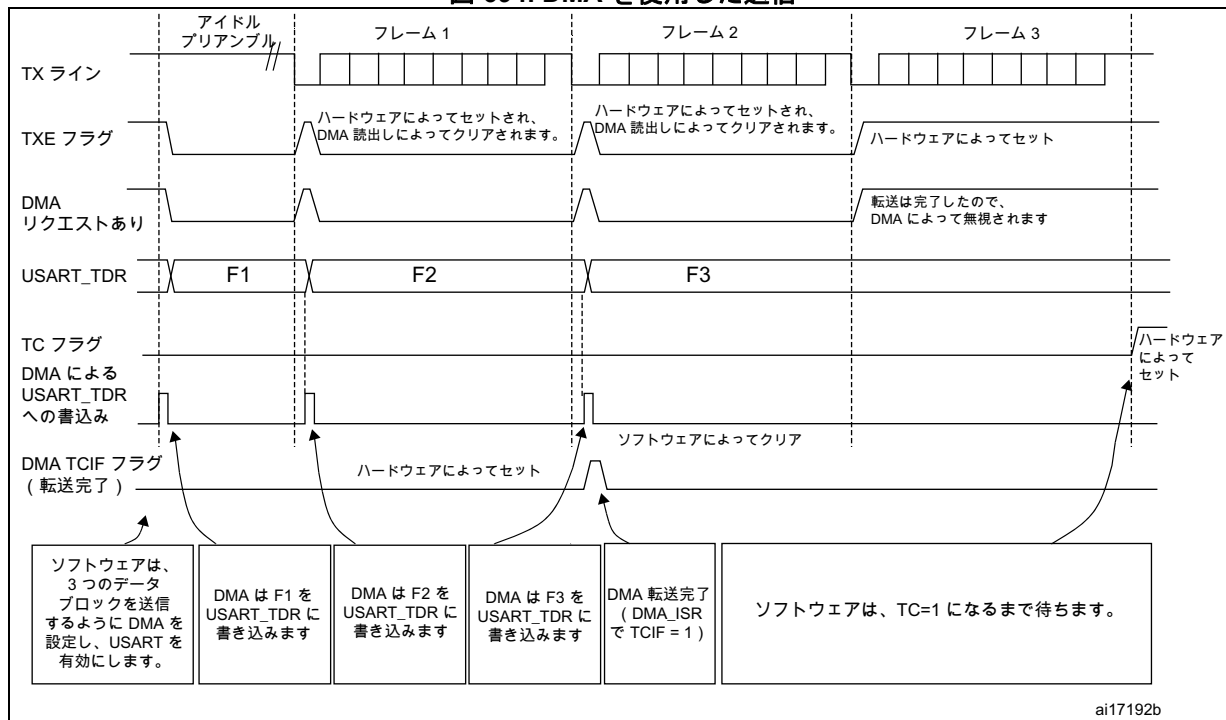 アイドル
プリアンブル
フレーム 1
フレーム 2
フレーム 3
TX ライン
ハードウェアによってセットされ、
DMA 読出しによってクリアされます。
ハードウェアによってセットされ、
DMA 読出しによってクリアされます。
TXE フラグ
ハードウェアによってセット
DMA
リクエストあり
転送は完了したので、
DMA によって無視されます
USART_TDR
F1
F2
F3
TC フラグ
ハードウェア
によって
セット
DMA による
USART_TDR
への書込み
ソフトウェアによってクリア
DMA TCIF フラグ
( 転送完了 )
ハードウェアによってセット
ソフトウェアは、
3 つのデータ
ブロックを送信
するように DMA を
設定し、USART を
有効にします。
DMA は F1 を
USART_TDR に
書き込みます
DMA は F2 を
USART_TDR に
書き込みます
DMA は F3 を
USART_TDR に
書き込みます
DMA 転送完了
( DMA_ISR
で TCIF = 1 )
ソフトウェアは、TC=1 になるまで待ちます。
ai17192b